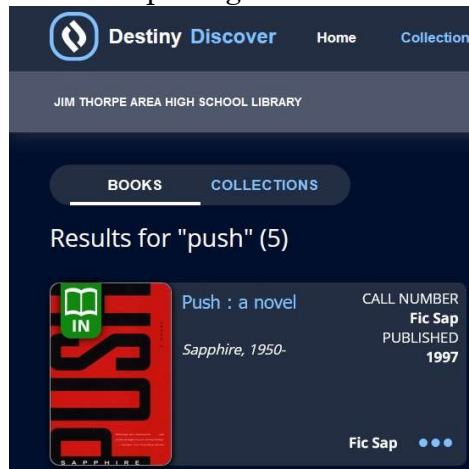 Destiny Discover Home Collection
JIM THORPE AREA HIGH SCHOOL LIBRARY
BOOKS COLLECTIONS
Results for "push" (5)
IN
PUSH
SAPPHIRE
Push : a novel
Sapphire, 1950-
CALL NUMBER
Fic Sap
PUBLISHED
1997
Fic Sap